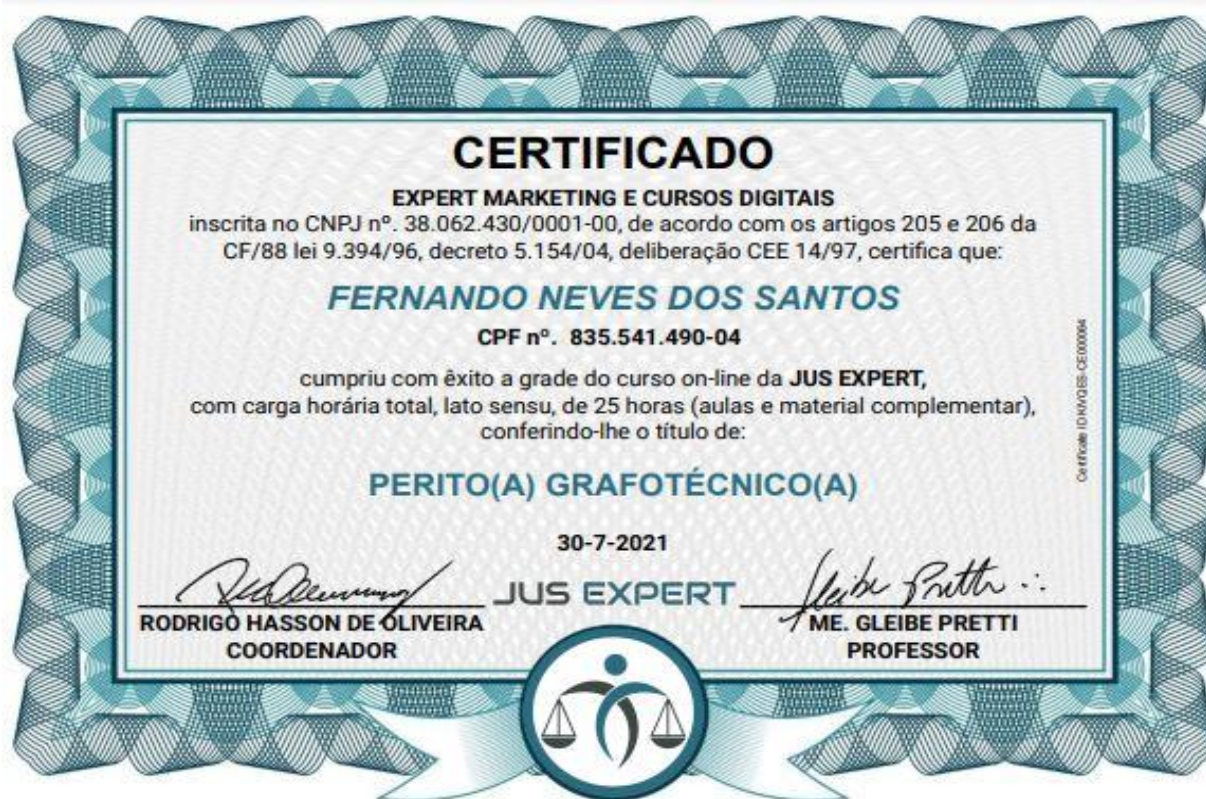 CERTIFICADO
EXPERT MARKETING E CURSOS DIGITAIS
inscrita no CNPJ nº. 38.062.430/0001-00, de acordo com os artigos 205 e 206 da
CF/88 lei 9.394/96, decreto 5.154/04, deliberação CEE 14/97, certifica que:
FERNANDO NEVES DOS SANTOS
CPF nº. 835.541.490-04
cumpriu com êxito a grade do curso on-line da JUS EXPERT,
com carga horária total, lato sensu, de 25 horas (aulas e material complementar),
conferindo-lhe o título de:
PERITO(A) GRAFOTÉCNICO(A)
30-7-2021
JUS EXPERT
Gleibe Pretti
RODRIGO HASSON DE OLIVEIRA
COORDENADOR
ME. GLEIBE PRETTI
PROFESSOR
Certificate ID